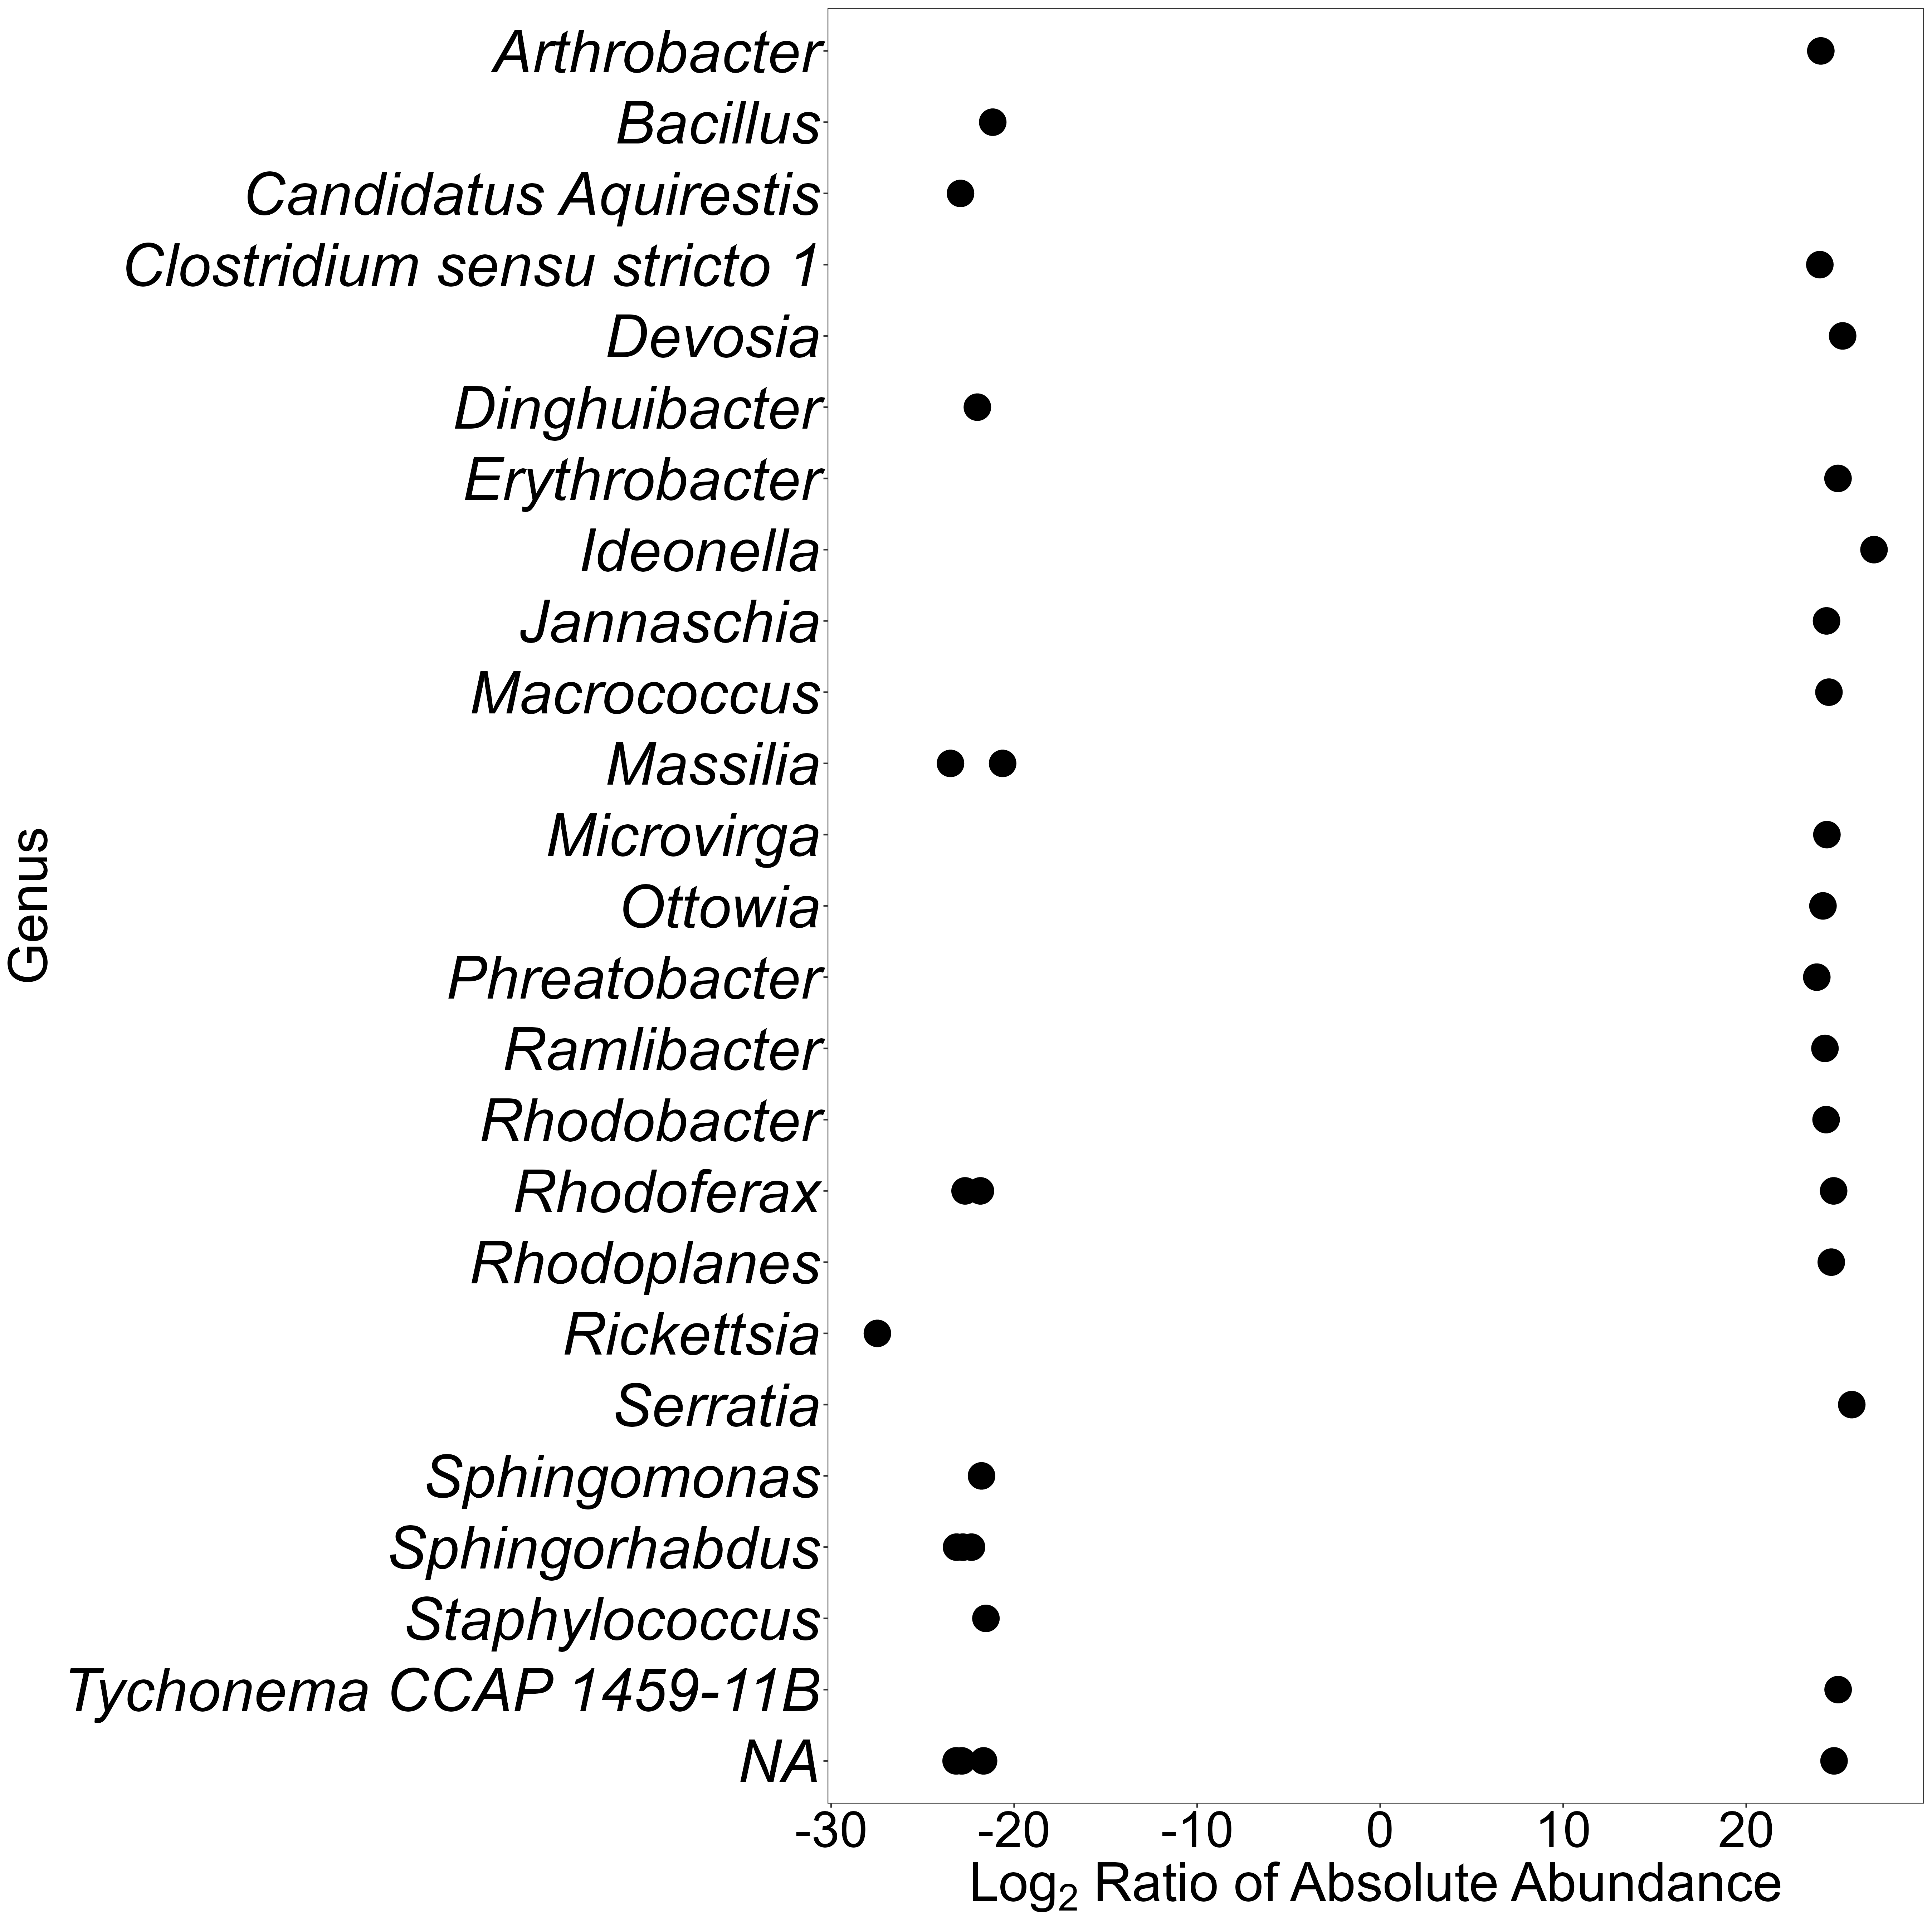 Arthrobacter
Bacillus
Candidatus Aquirestis
Clostridium sensu stricto 1
Devosia
Dinghuibacter
Erythrobacter
Ideonella
Jannaschia
Macrococcus
Massilia
Microvirga
Ottowia
Phreatobacter
Ramlibacter
Rhodobacter
Rhodoferax
Rhodoplanes
Rickettsia
Serratia
Sphingomonas
Sphingorhabdus
Staphylococcus
Tychonema CCAP 1459-11B
NA
Genus
-30 -20 -10 0 10 20
Log₂ Ratio of Absolute Abundance